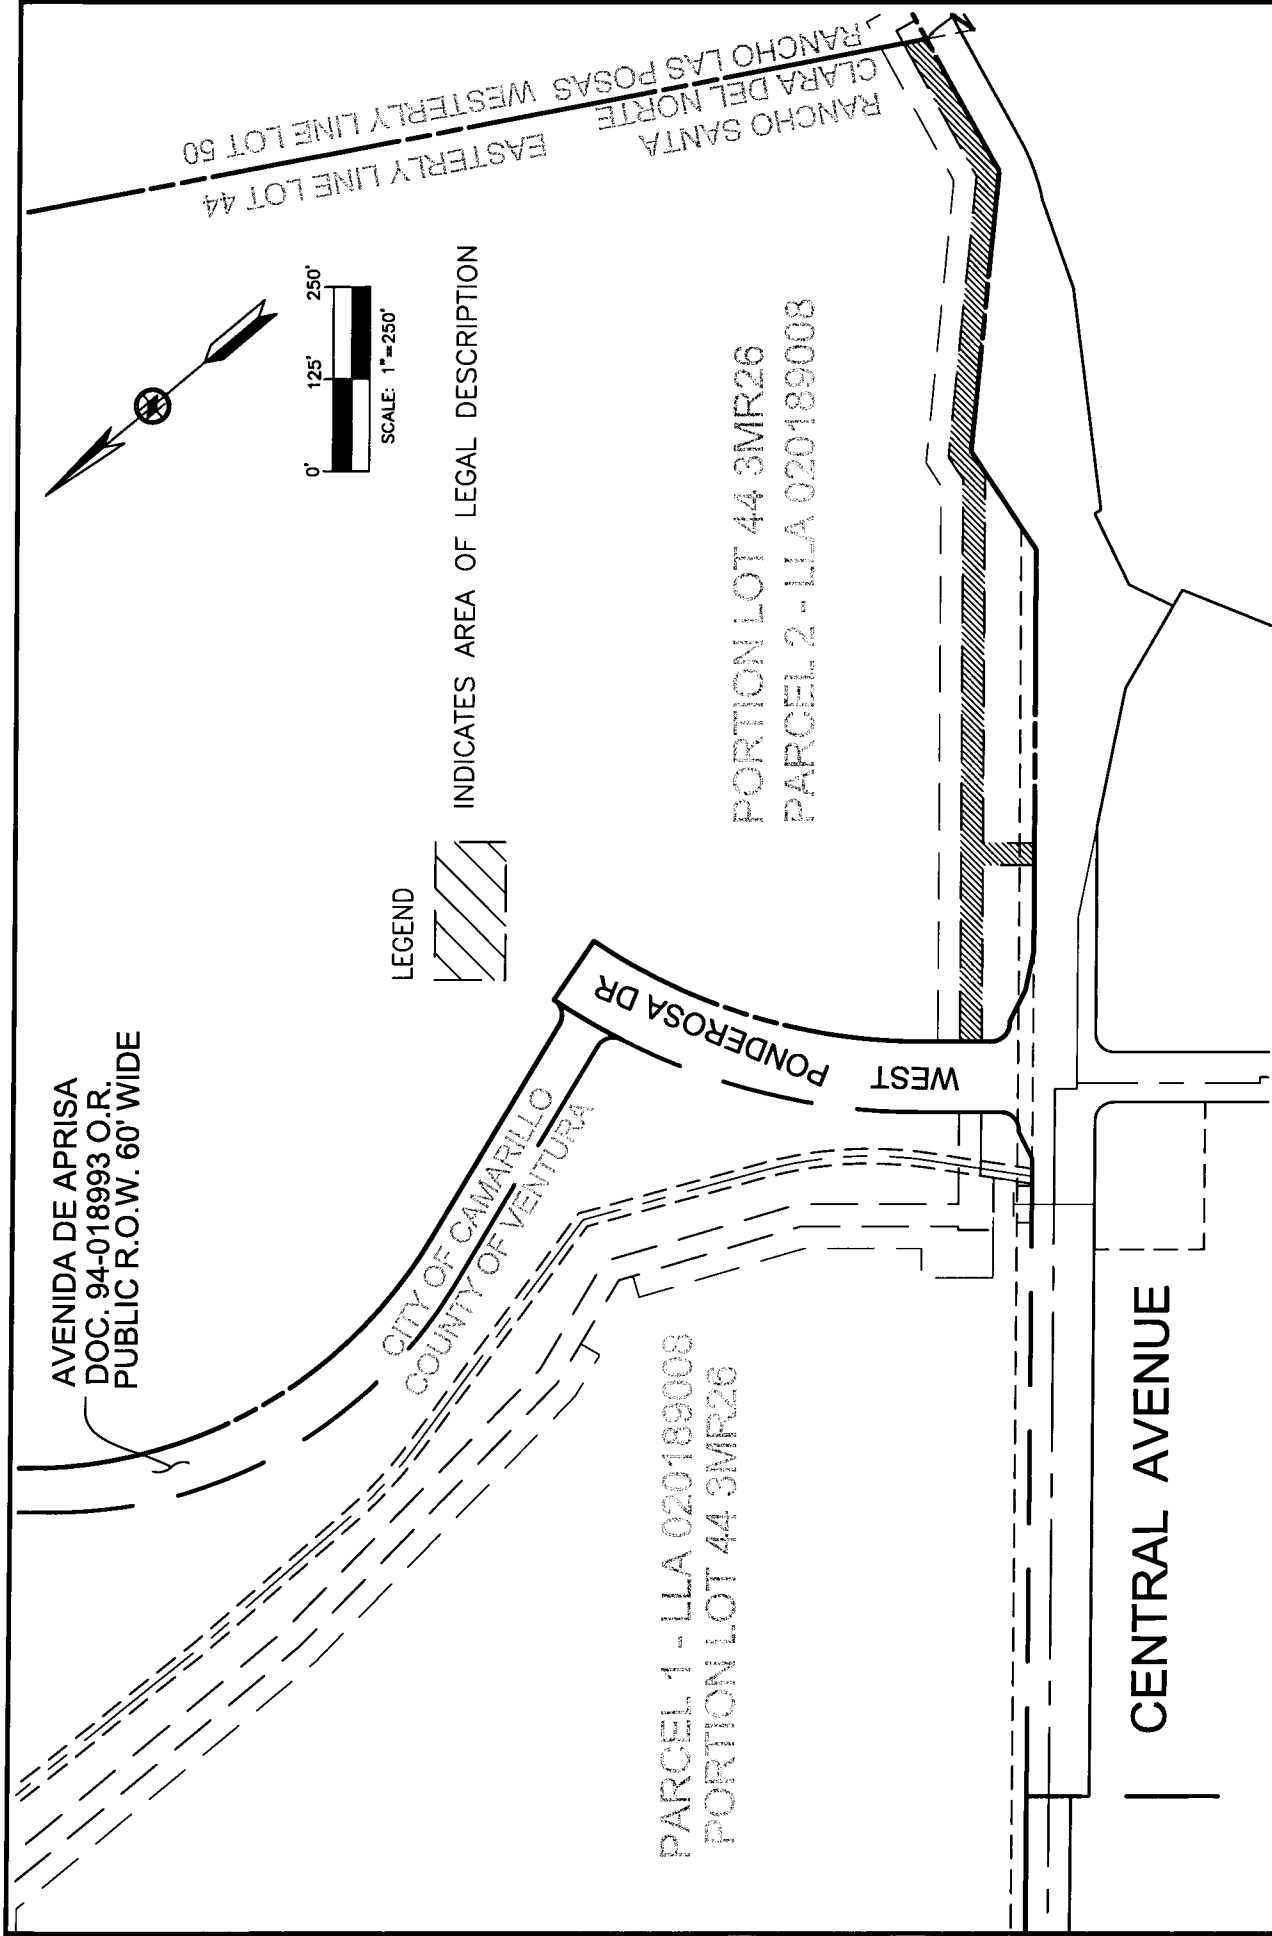 AVENIDA DE APRISA
DOC. 94-018993 O.R.
PUBLIC R.O.W. 60' WIDE
LEGEND
INDICATES AREA OF LEGAL DESCRIPTION
0' 125' 250'
SCALE: 1"=250'
EASTERLY LINE LOT 44
WESTERLY LINE LOT 50
RANCHO LAS POSAS
RANCHO SANTA
CLARA DEL NORTE
CITY OF CAMARILLO
COUNTY OF VENTURA
WEST PONDEROSA DR
PORTION LOT 44 3MR26
PARCEL 2 - LLA 020189008
PARCEL 1 - LLA 020189008
PORTION LOT 44 3MR26
CENTRAL AVENUE